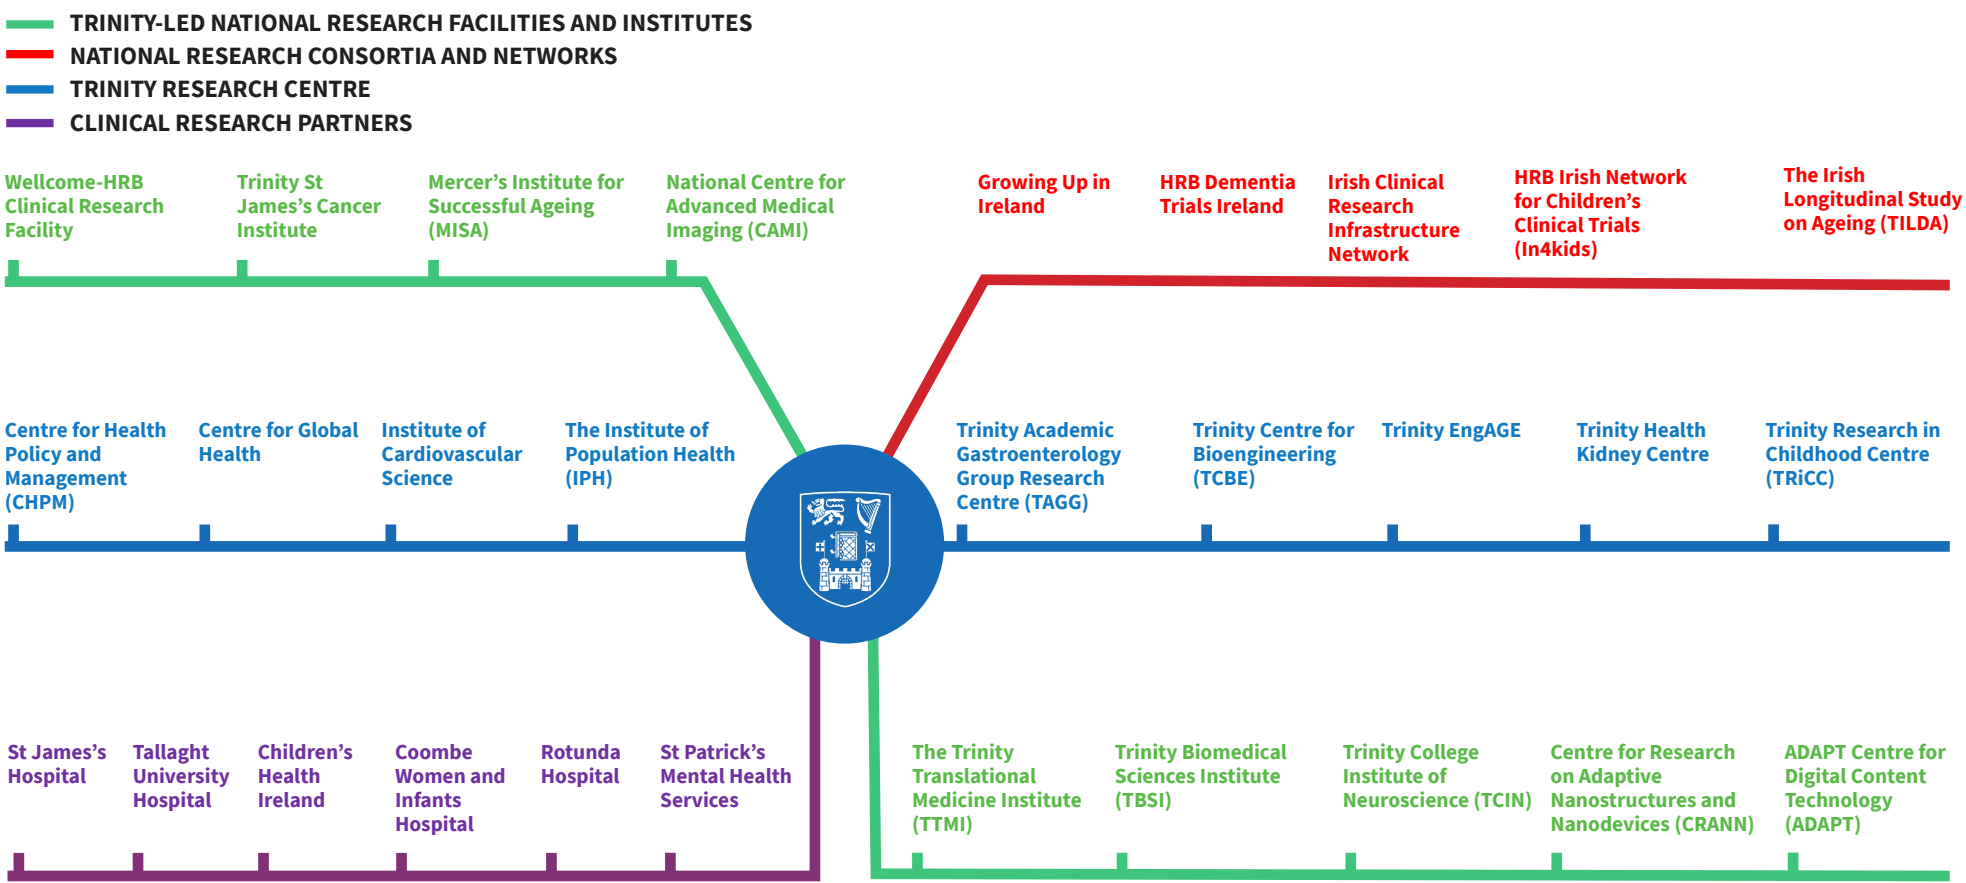 TRINITY-LED NATIONAL RESEARCH FACILITIES AND INSTITUTES
NATIONAL RESEARCH CONSORTIA AND NETWORKS
TRINITY RESEARCH CENTRE
CLINICAL RESEARCH PARTNERS
Wellcome-HRB
Clinical Research
Facility
Trinity St
James’s Cancer
Institute
Mercer’s Institute for
Successful Ageing
(MISA)
National Centre for
Advanced Medical
Imaging (CAMI)
Growing Up in
Ireland
HRB Dementia
Trials Ireland
Irish Clinical
Research
Infrastructure
Network
HRB Irish Network
for Children’s
Clinical Trials
(In4kids)
The Irish
Longitudinal Study
on Ageing (TILDA)
Centre for Health
Policy and
Management
(CHPM)
Centre for Global
Health
Institute of
Cardiovascular
Science
The Institute of
Population Health
(IPH)
Trinity Academic
Gastroenterology
Group Research
Centre (TAGG)
Trinity Centre for
Bioengineering
(TCBE)
Trinity EngAGE
Trinity Health
Kidney Centre
Trinity Research in
Childhood Centre
(TRiCC)
St James’s
Hospital
Tallaght
University
Hospital
Children’s
Health
Ireland
Coombe
Women and
Infants
Hospital
Rotunda
Hospital
St Patrick’s
Mental Health
Services
The Trinity
Translational
Medicine Institute
(TTMI)
Trinity Biomedical
Sciences Institute
(TBSI)
Trinity College
Institute of
Neuroscience (TCIN)
Centre for Research
on Adaptive
Nanostructures and
Nanodevices (CRANN)
ADAPT Centre for
Digital Content
Technology
(ADAPT)